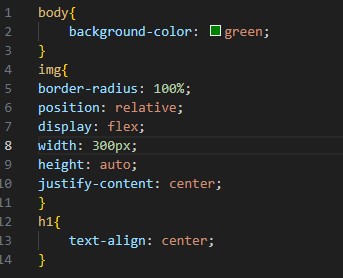 1 body{
2 background-color: green;
3 }
4 img{
5 border-radius: 100%;
6 position: relative;
7 display: flex;
8 width: 300px;
9 height: auto;
10 justify-content: center;
11 }
12 h1{
13 text-align: center;
14 }